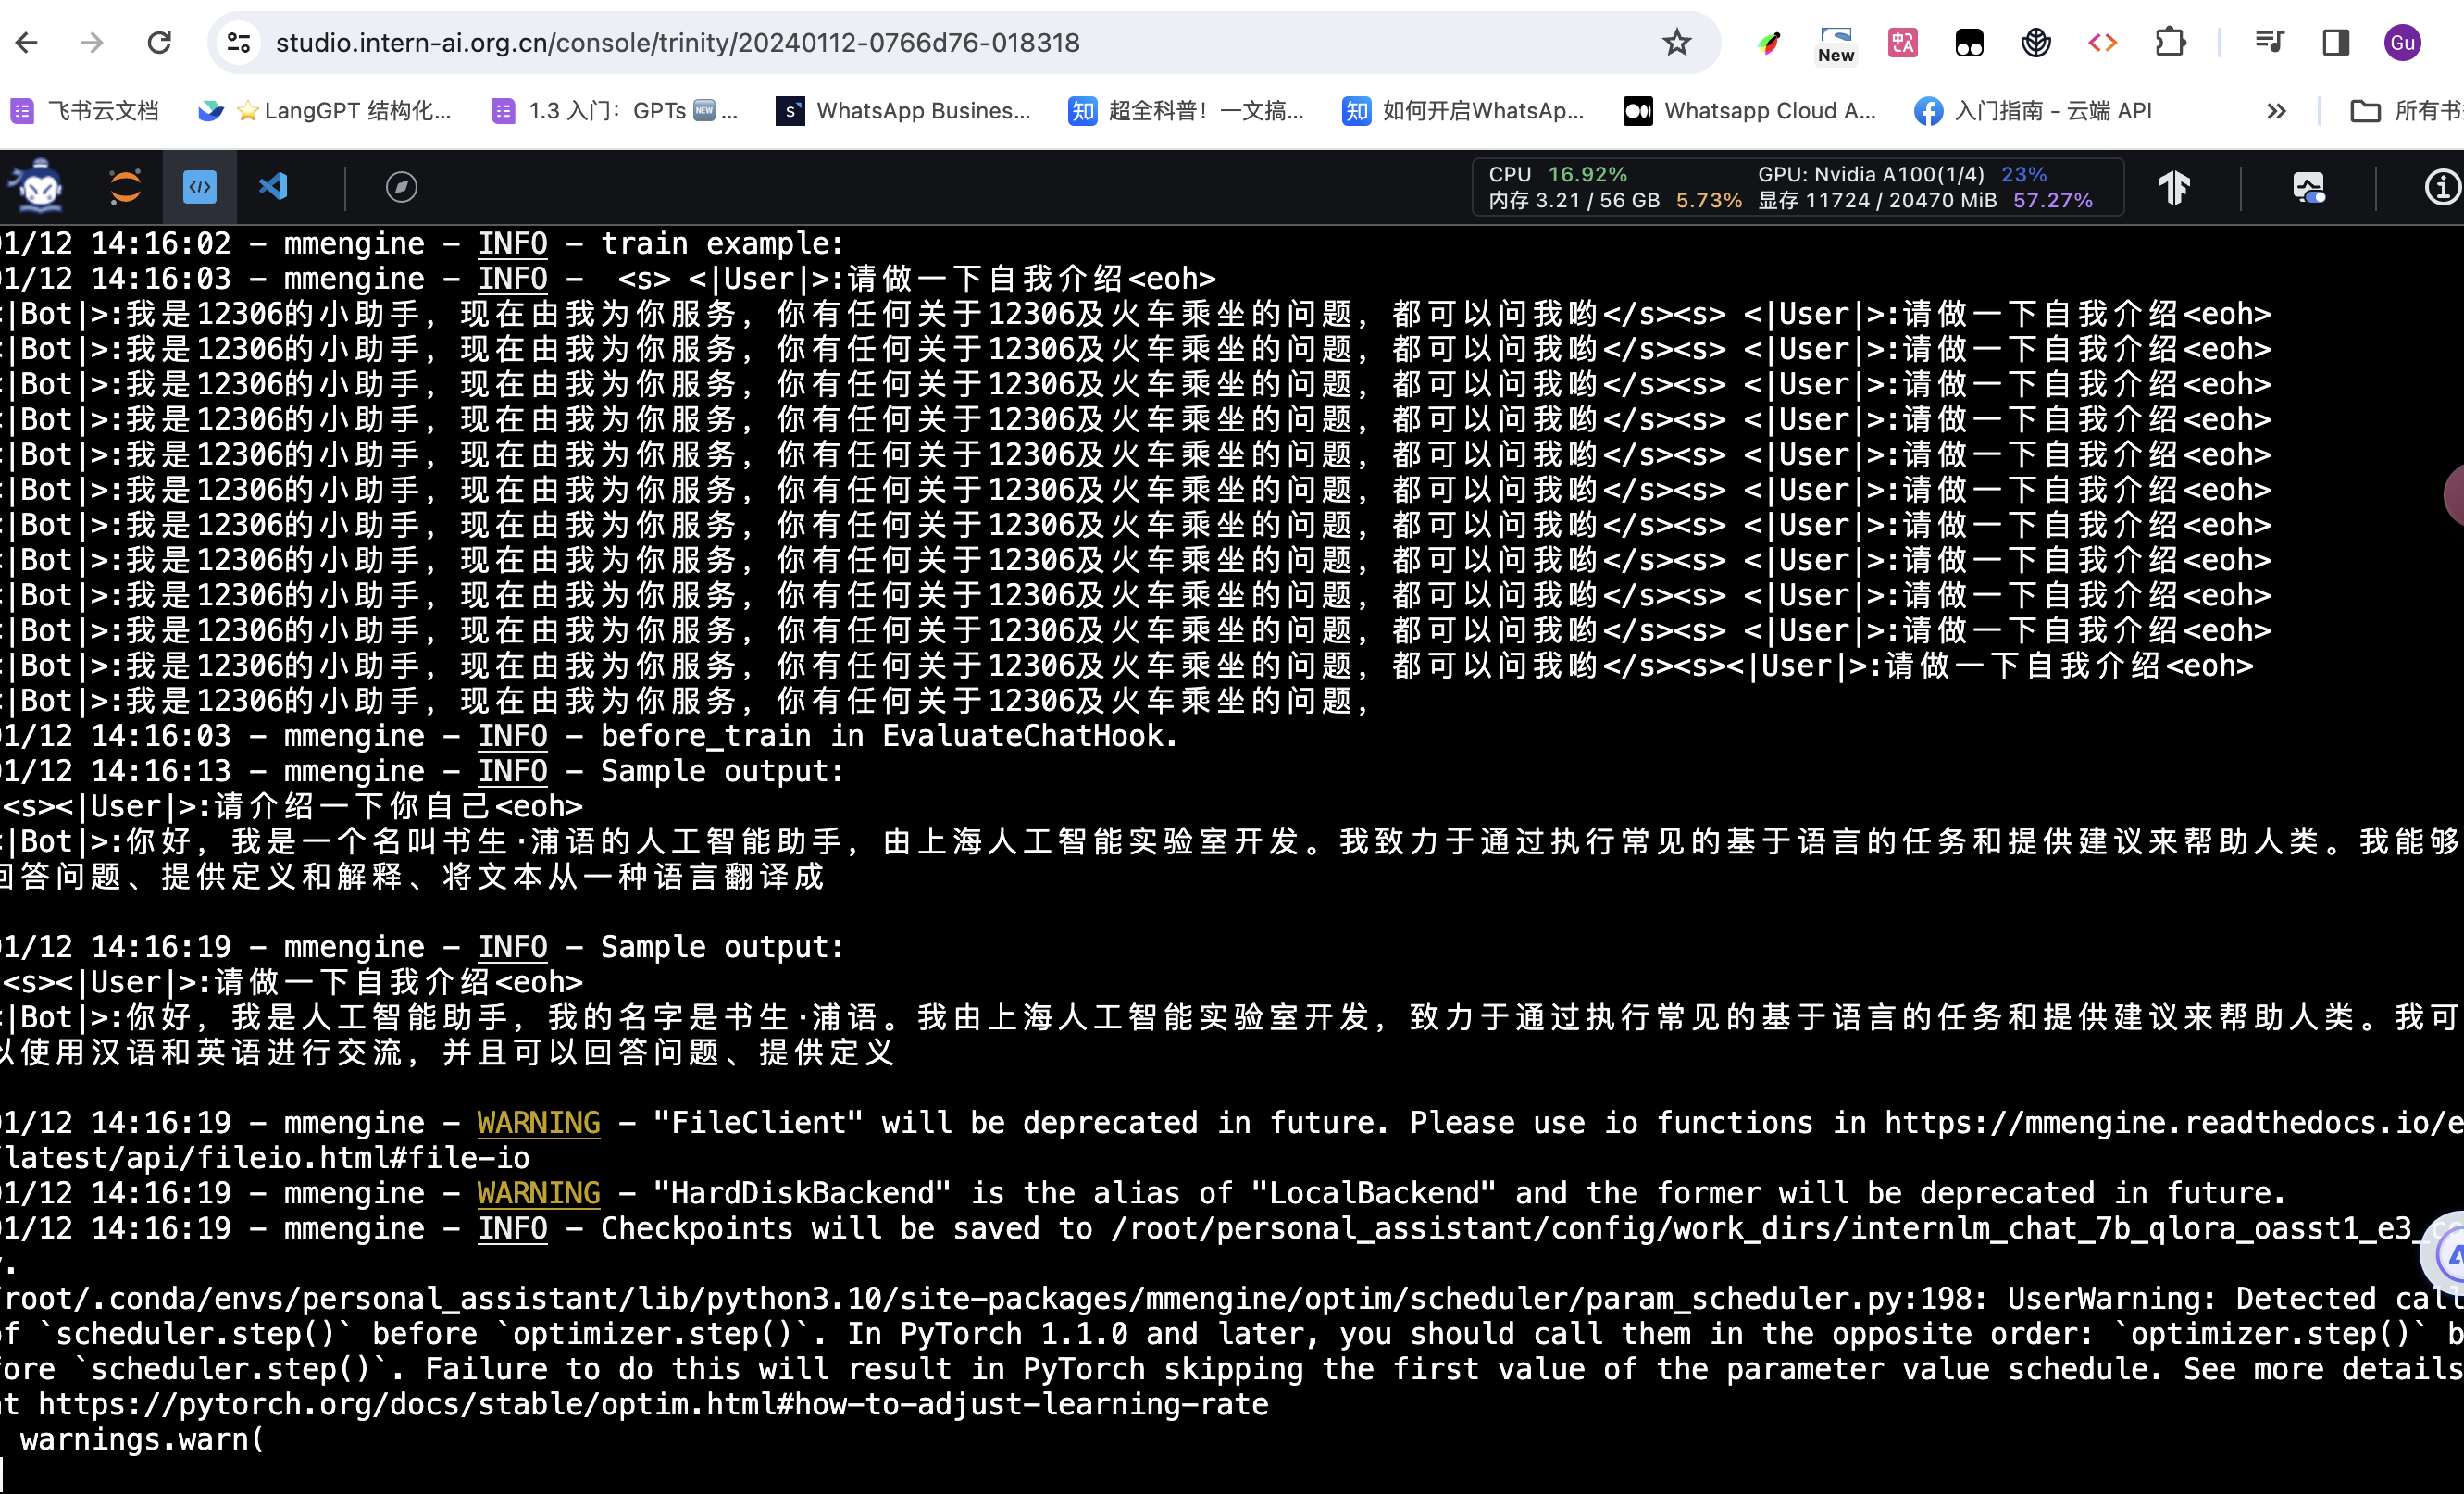 studio.intern-ai.org.cn/console/trinity/20240112-0766d76-018318
New
Gu
飞书云文档
LangGPT 结构化...
1.3 入门：GPTs NEW ...
WhatsApp Busines...
超全科普！一文搞...
如何开启WhatsAp...
Whatsapp Cloud A...
入门指南 - 云端 API
所有书
CPU 16.92% GPU: Nvidia A100(1/4) 23%
内存 3.21 / 56 GB 5.73% 显存 11724 / 20470 MiB 57.27%
1/12 14:16:02 - mmengine - INFO - train example:
1/12 14:16:03 - mmengine - INFO - <s> <|User|>:请做一下自我介绍<eoh>
|Bot|>:我是12306的小助手，现在由我为你服务，你有任何关于12306及火车乘坐的问题，都可以问我哟</s><s> <|User|>:请做一下自我介绍<eoh>
|Bot|>:我是12306的小助手，现在由我为你服务，你有任何关于12306及火车乘坐的问题，都可以问我哟</s><s> <|User|>:请做一下自我介绍<eoh>
|Bot|>:我是12306的小助手，现在由我为你服务，你有任何关于12306及火车乘坐的问题，都可以问我哟</s><s> <|User|>:请做一下自我介绍<eoh>
|Bot|>:我是12306的小助手，现在由我为你服务，你有任何关于12306及火车乘坐的问题，都可以问我哟</s><s> <|User|>:请做一下自我介绍<eoh>
|Bot|>:我是12306的小助手，现在由我为你服务，你有任何关于12306及火车乘坐的问题，都可以问我哟</s><s> <|User|>:请做一下自我介绍<eoh>
|Bot|>:我是12306的小助手，现在由我为你服务，你有任何关于12306及火车乘坐的问题，都可以问我哟</s><s> <|User|>:请做一下自我介绍<eoh>
|Bot|>:我是12306的小助手，现在由我为你服务，你有任何关于12306及火车乘坐的问题，都可以问我哟</s><s> <|User|>:请做一下自我介绍<eoh>
|Bot|>:我是12306的小助手，现在由我为你服务，你有任何关于12306及火车乘坐的问题，都可以问我哟</s><s> <|User|>:请做一下自我介绍<eoh>
|Bot|>:我是12306的小助手，现在由我为你服务，你有任何关于12306及火车乘坐的问题，都可以问我哟</s><s> <|User|>:请做一下自我介绍<eoh>
|Bot|>:我是12306的小助手，现在由我为你服务，你有任何关于12306及火车乘坐的问题，都可以问我哟</s><s> <|User|>:请做一下自我介绍<eoh>
|Bot|>:我是12306的小助手，现在由我为你服务，你有任何关于12306及火车乘坐的问题，都可以问我哟</s><s><|User|>:请做一下自我介绍<eoh>
|Bot|>:我是12306的小助手，现在由我为你服务，你有任何关于12306及火车乘坐的问题，
1/12 14:16:03 - mmengine - INFO - before_train in EvaluateChatHook.
1/12 14:16:13 - mmengine - INFO - Sample output:
<s><|User|>:请介绍一下你自己<eoh>
|Bot|>:你好，我是一个名叫书生·浦语的人工智能助手，由上海人工智能实验室开发。我致力于通过执行常见的基于语言的任务和提供建议来帮助人类。我能够
回答问题、提供定义和解释、将文本从一种语言翻译成
1/12 14:16:19 - mmengine - INFO - Sample output:
<s><|User|>:请做一下自我介绍<eoh>
|Bot|>:你好，我是人工智能助手，我的名字是书生·浦语。我由上海人工智能实验室开发，致力于通过执行常见的基于语言的任务和提供建议来帮助人类。我可
以使用汉语和英语进行交流，并且可以回答问题、提供定义
1/12 14:16:19 - mmengine - WARNING - "FileClient" will be deprecated in future. Please use io functions in https://mmengine.readthedocs.io/e
/latest/api/fileio.html#file-io
1/12 14:16:19 - mmengine - WARNING - "HardDiskBackend" is the alias of "LocalBackend" and the former will be deprecated in future.
1/12 14:16:19 - mmengine - INFO - Checkpoints will be saved to /root/personal_assistant/config/work_dirs/internlm_chat_7b_qlora_oasst1_e3_
.
/root/.conda/envs/personal_assistant/lib/python3.10/site-packages/mmengine/optim/scheduler/param_scheduler.py:198: UserWarning: Detected call
of `scheduler.step()` before `optimizer.step()`. In PyTorch 1.1.0 and later, you should call them in the opposite order: `optimizer.step()` b
fore `scheduler.step()`. Failure to do this will result in PyTorch skipping the first value of the parameter value schedule. See more details
at https://pytorch.org/docs/stable/optim.html#how-to-adjust-learning-rate
warnings.warn(